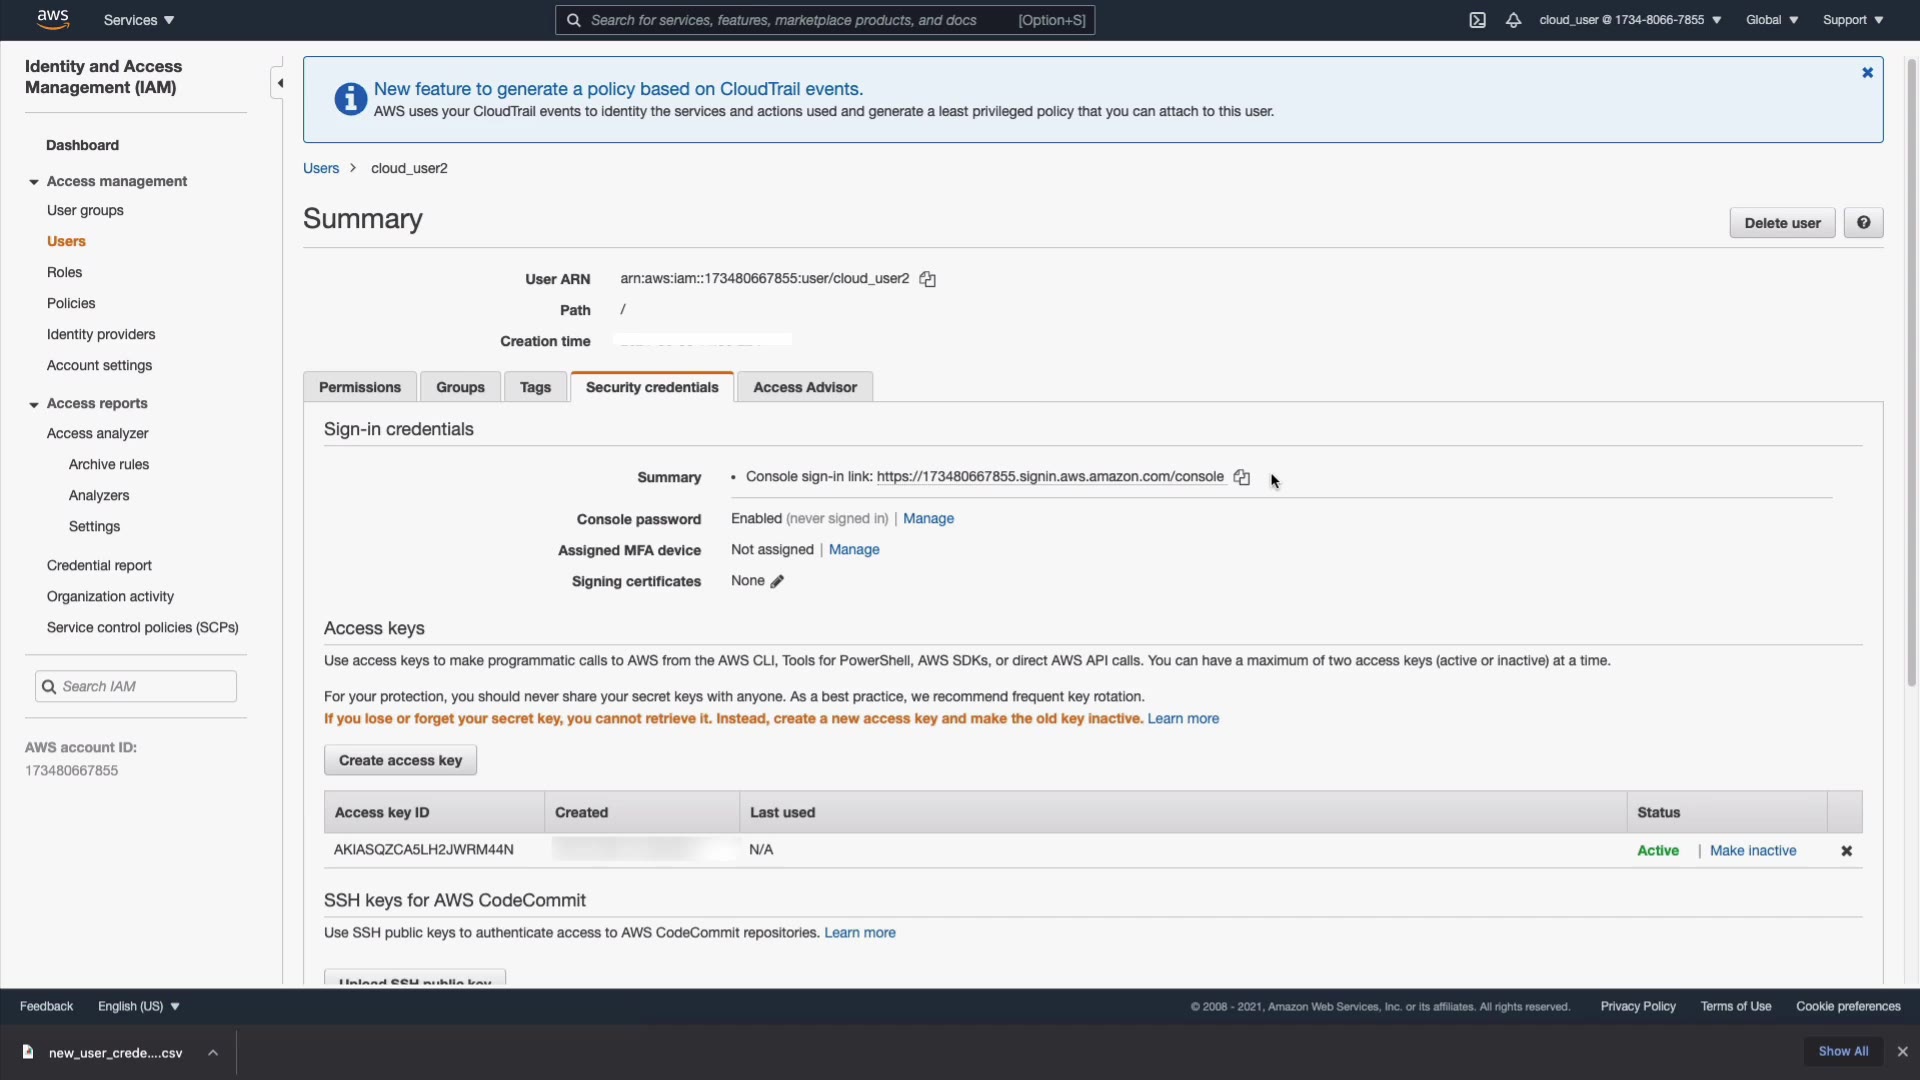 aws
Services
Search for services, features, marketplace products, and docs [Option+S]
cloud_user @ 1734-8066-7855
Global
Support
Identity and Access Management (IAM)
Dashboard
Access management
User groups
Users
Roles
Policies
Identity providers
Account settings
Access reports
Access analyzer
Archive rules
Analyzers
Settings
Credential report
Organization activity
Service control policies (SCPs)
Search IAM
AWS account ID:
173480667855
New feature to generate a policy based on CloudTrail events.
AWS uses your CloudTrail events to identify the services and actions used and generate a least privileged policy that you can attach to this user.
Users > cloud_user2
Summary
Delete user
User ARN arn:aws:iam::173480667855:user/cloud_user2
Path /
Creation time
Permissions Groups Tags Security credentials Access Advisor
Sign-in credentials
Summary • Console sign-in link: https://173480667855.signin.aws.amazon.com/console
Console password Enabled (never signed in) | Manage
Assigned MFA device Not assigned | Manage
Signing certificates None
Access keys
Use access keys to make programmatic calls to AWS from the AWS CLI, Tools for PowerShell, AWS SDKs, or direct AWS API calls. You can have a maximum of two access keys (active or inactive) at a time.
For your protection, you should never share your secret keys with anyone. As a best practice, we recommend frequent key rotation.
If you lose or forget your secret key, you cannot retrieve it. Instead, create a new access key and make the old key inactive. Learn more
Create access key
Access key ID Created Last used Status
AKIASQZCA5LH2JWRM44N N/A Active | Make inactive
SSH keys for AWS CodeCommit
Use SSH public keys to authenticate access to AWS CodeCommit repositories. Learn more
Upload SSH public key
Feedback English (US)
© 2008 - 2021, Amazon Web Services, Inc. or its affiliates. All rights reserved. Privacy Policy Terms of Use Cookie preferences
new_user_crede....csv
Show All